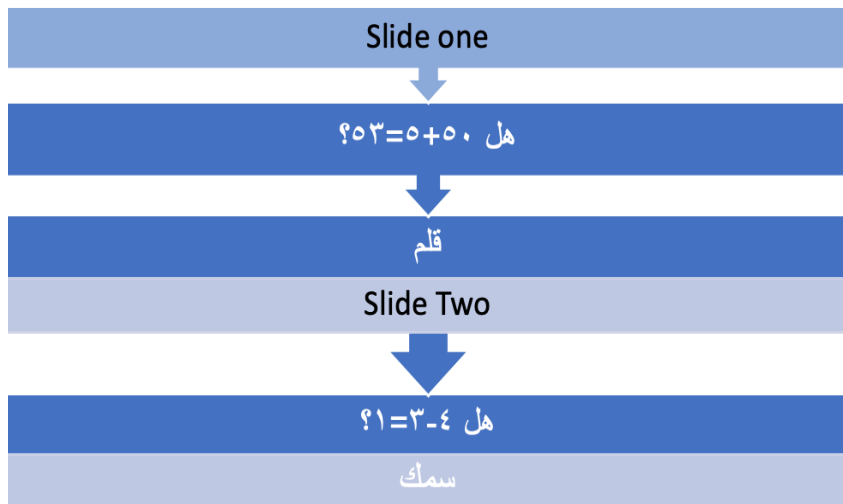 Slide one
هل ٥٠+٥=٥٣؟
قلم
Slide Two
هل ٤-٣=١؟
سمك